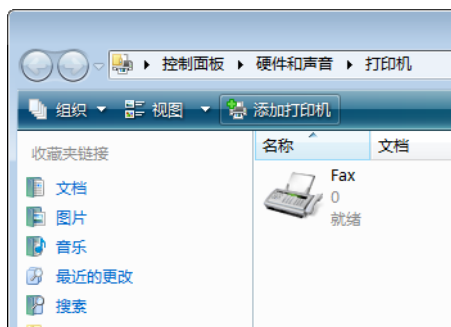 控制面板 硬件和声音 打印机
组织 视图 添加打印机
收藏夹链接
文档
图片
音乐
最近的更改
搜索
名称 文档
Fax
0
就绪